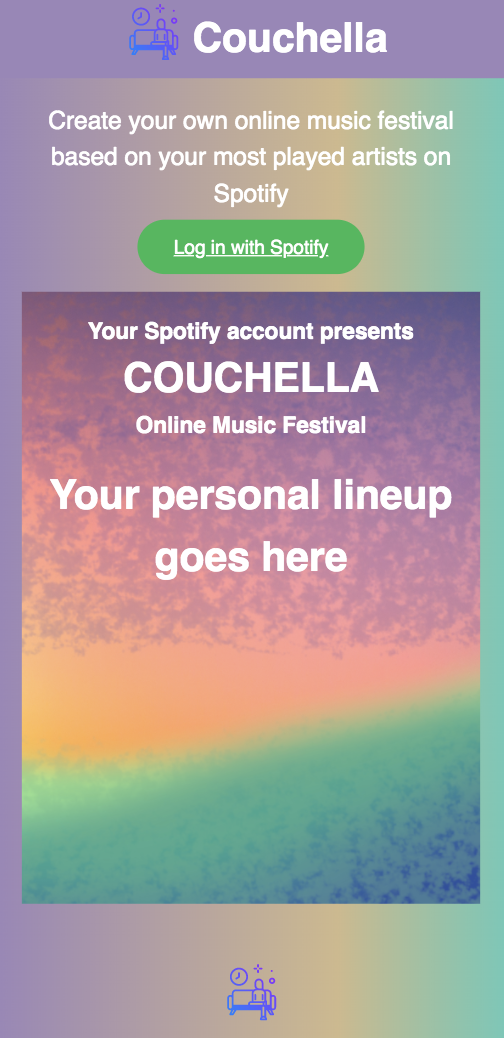 Couchella
Create your own online music festival
based on your most played artists on
Spotify
Log in with Spotify
Your Spotify account presents
COUCHELLA
Online Music Festival
Your personal lineup
goes here